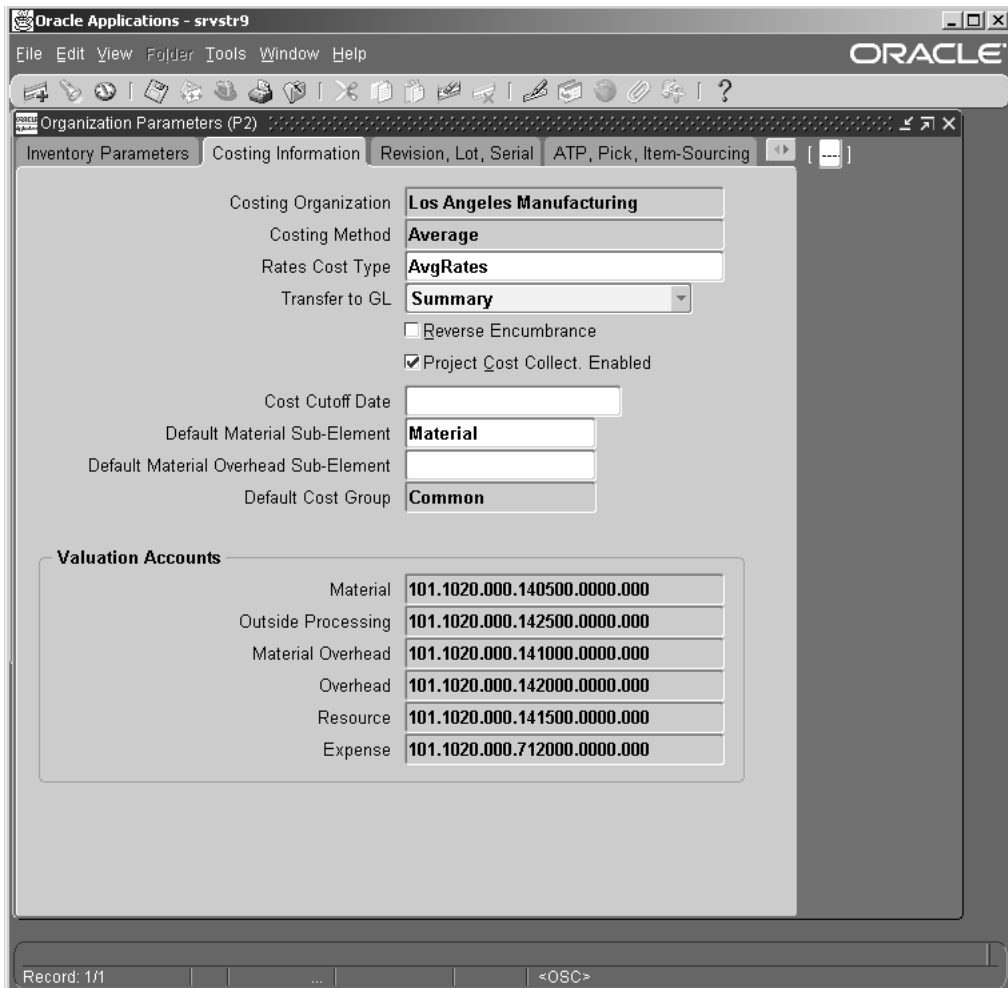 Oracle Applications - srvstr9
File Edit View Folder Tools Window Help
ORACLE
Organization Parameters (P2)
Inventory Parameters Costing Information Revision, Lot, Serial ATP, Pick, Item-Sourcing [ ]
Costing Organization Los Angeles Manufacturing
Costing Method Average
Rates Cost Type AvgRates
Transfer to GL Summary
Reverse Encumbrance
Project Cost Collect. Enabled
Cost Cutoff Date
Default Material Sub-Element Material
Default Material Overhead Sub-Element
Default Cost Group Common
Valuation Accounts
Material 101.1020.000.140500.0000.000
Outside Processing 101.1020.000.142500.0000.000
Material Overhead 101.1020.000.141000.0000.000
Overhead 101.1020.000.142000.0000.000
Resource 101.1020.000.141500.0000.000
Expense 101.1020.000.712000.0000.000
Record: 1/1 ... <OSC>